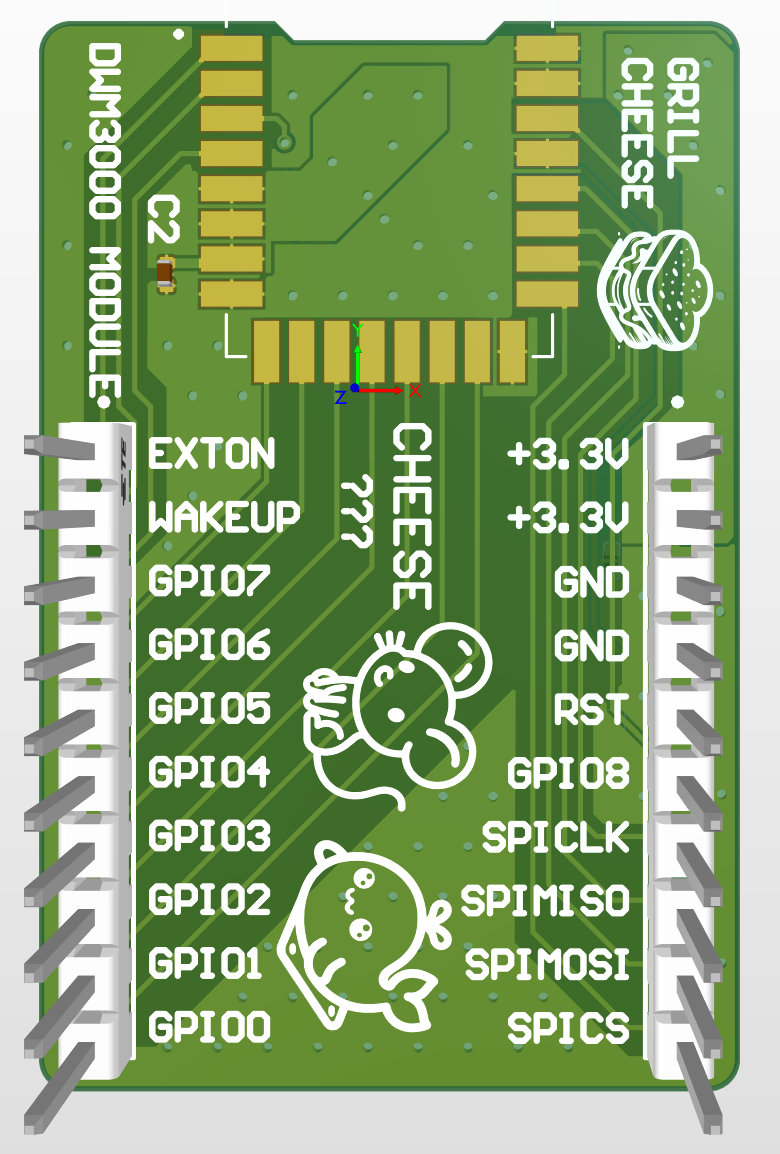 DWM3000 MODULE
C2
GRILL
CHEESE
Y
X
Z
CHEESE
???
EXTON
WAKEUP
GPIO7
GPIO6
GPIO5
GPIO4
GPIO3
GPIO2
GPIO1
GPIO0
+3.3V
+3.3V
GND
GND
RST
GPIO8
SPICLK
SPIMISO
SPIMOSI
SPICS